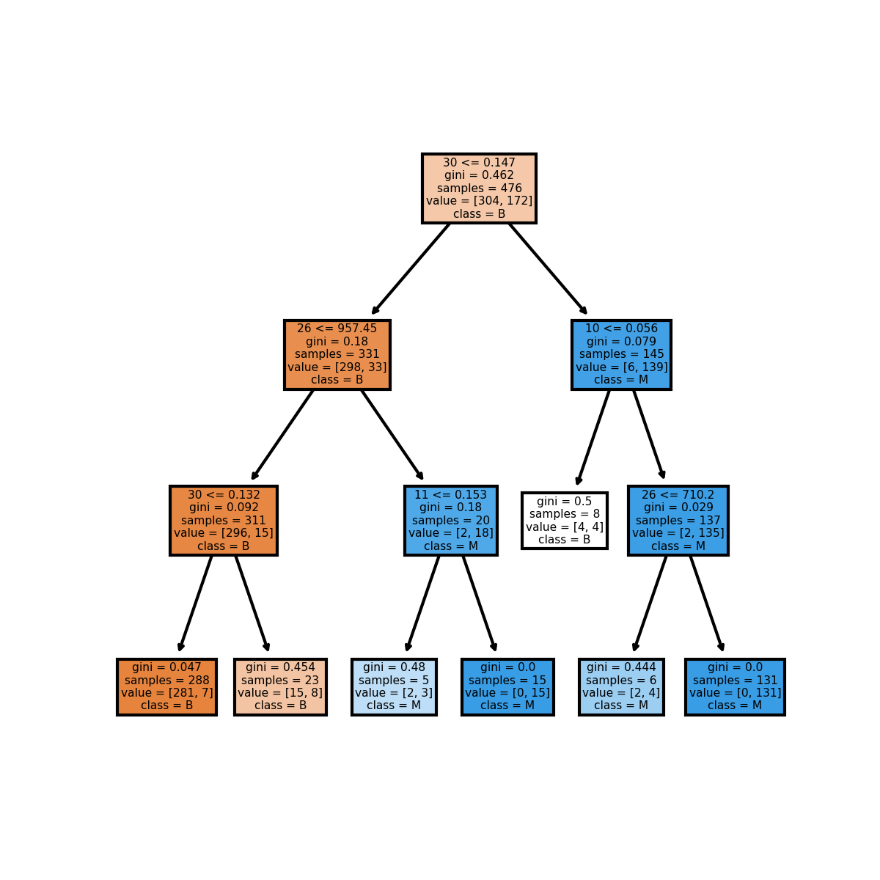 30 <= 0.147
gini = 0.462
samples = 476
value = [304, 172]
class = B
26 <= 957.45
gini = 0.18
samples = 331
value = [298, 33]
class = B
10 <= 0.056
gini = 0.079
samples = 145
value = [6, 139]
class = M
30 <= 0.132
gini = 0.092
samples = 311
value = [296, 15]
class = B
11 <= 0.153
gini = 0.18
samples = 20
value = [2, 18]
class = M
gini = 0.5
samples = 8
value = [4, 4]
class = B
26 <= 710.2
gini = 0.029
samples = 137
value = [2, 135]
class = M
gini = 0.047
samples = 288
value = [281, 7]
class = B
gini = 0.454
samples = 23
value = [15, 8]
class = B
gini = 0.48
samples = 5
value = [2, 3]
class = M
gini = 0.0
samples = 15
value = [0, 15]
class = M
gini = 0.444
samples = 6
value = [2, 4]
class = M
gini = 0.0
samples = 131
value = [0, 131]
class = M